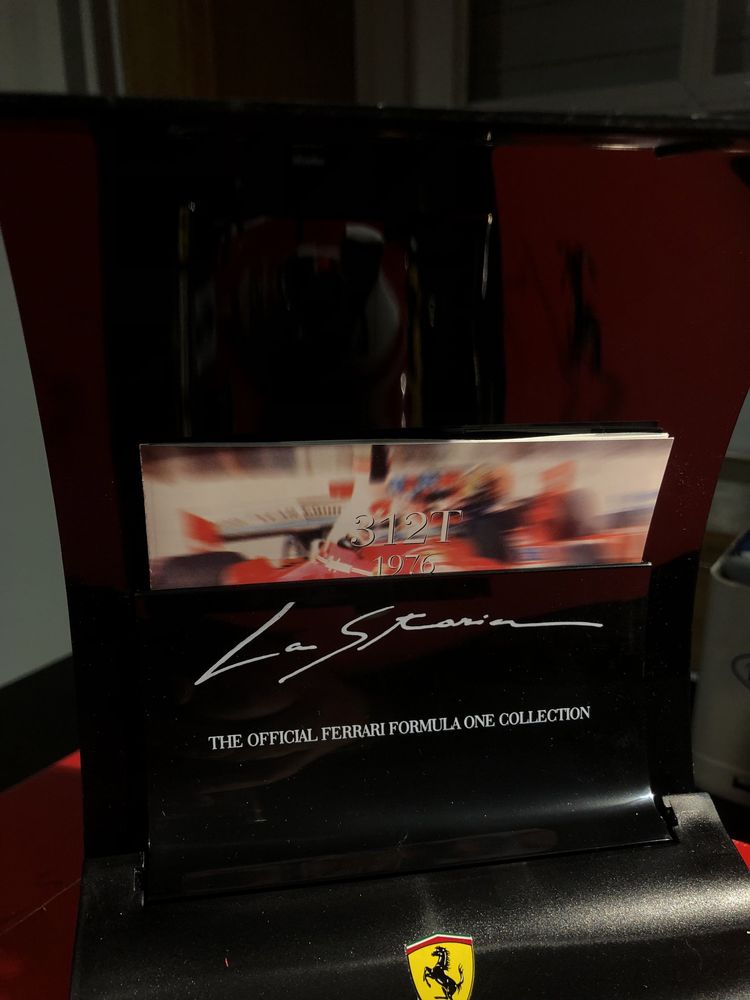 312T
1976
La Storia
THE OFFICIAL FERRARI FORMULA ONE COLLECTION